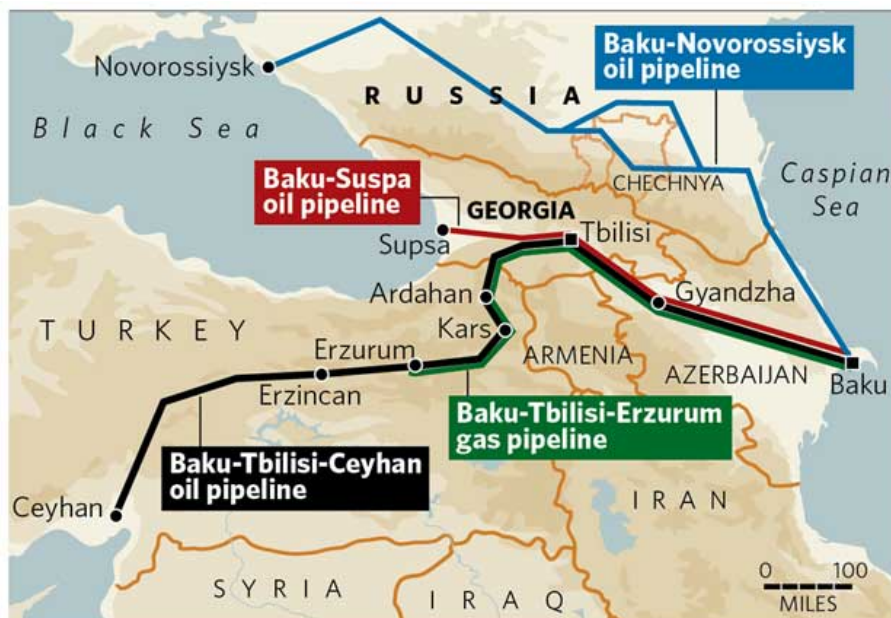 Novorossiysk
Baku-Novorossiysk
oil pipeline
RUSSIA
Black Sea
Caspian
Sea
CHECHNYA
Baku-Suspa
oil pipeline
GEORGIA
Tbilisi
Supsa
Ardahan
Gyandzha
TURKEY
Kars
Erzurum
ARMENIA
AZERBAIJAN
Baku
Erzincan
Baku-Tbilisi-Erzurum
gas pipeline
Baku-Tbilisi-Ceyhan
oil pipeline
Ceyhan
IRAN
SYRIA
IRAQ
0 100
MILES